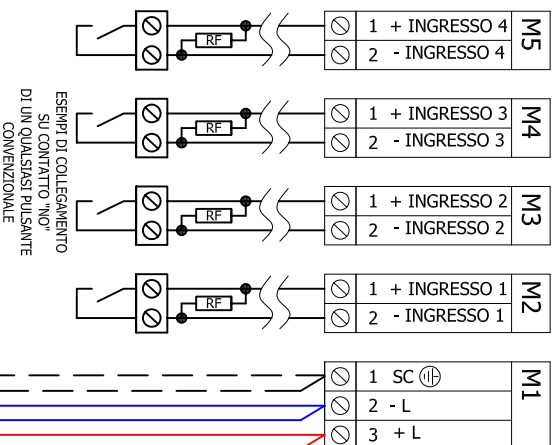 1 + INGRESSO 4
2 - INGRESSO 4
M5
RF
1 + INGRESSO 3
2 - INGRESSO 3
M4
RF
1 + INGRESSO 2
2 - INGRESSO 2
M3
RF
1 + INGRESSO 1
2 - INGRESSO 1
M2
RF
ESEMPI DI COLLEGAMENTO
SU CONTATTO "NO"
DI UN QUALSIASI PULSANTE
CONVENZIONALE
1 SC
2 - L
3 + L
M1